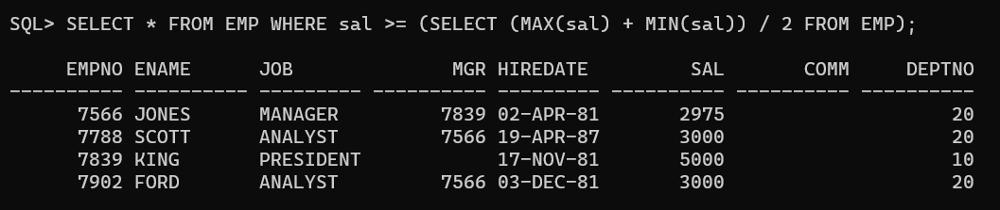 SQL> SELECT * FROM EMP WHERE sal >= (SELECT (MAX(sal) + MIN(sal)) / 2 FROM EMP);
     EMPNO ENAME      JOB              MGR HIREDATE         SAL       COMM     DEPTNO
---------- ---------- --------- ---------- --------- ---------- ---------- ----------
      7566 JONES      MANAGER         7839 02-APR-81       2975                    20
      7788 SCOTT      ANALYST         7566 19-APR-87       3000                    20
      7839 KING       PRESIDENT            17-NOV-81       5000                    10
      7902 FORD       ANALYST         7566 03-DEC-81       3000                    20